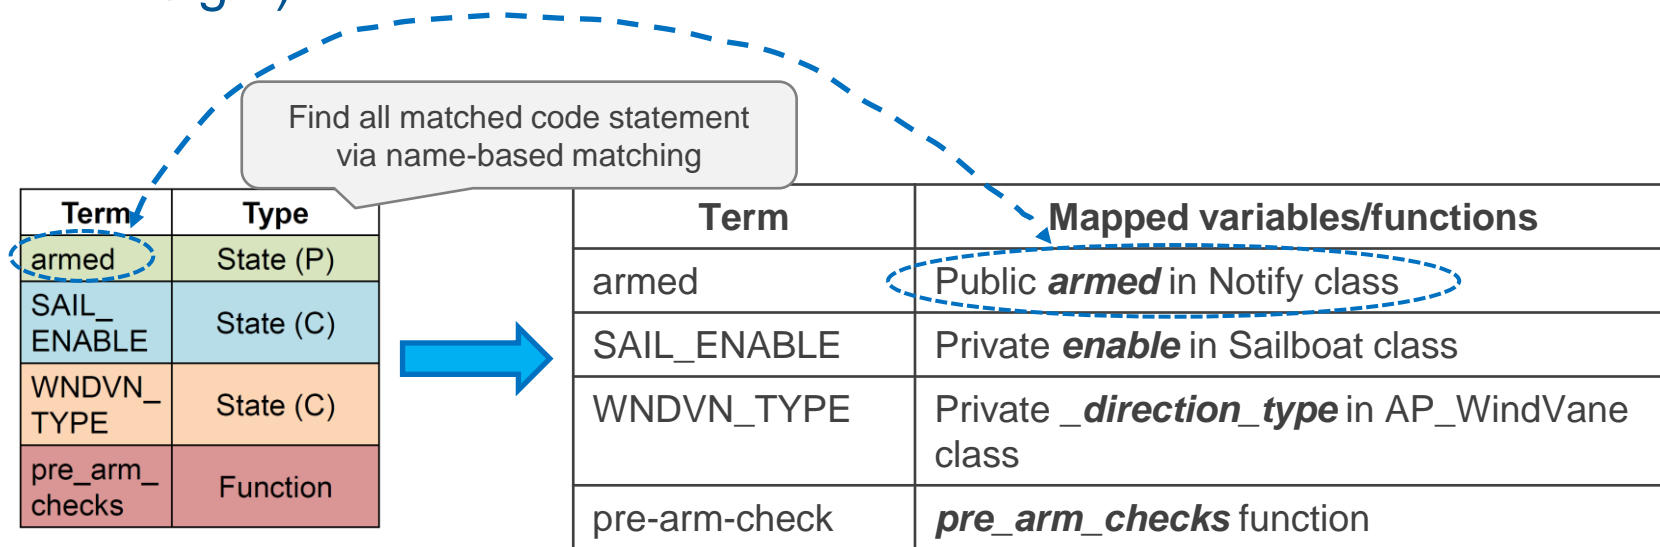 Find all matched code statement
via name-based matching
Term Type
armed State (P)
SAIL_
ENABLE State (C)
WNDVN_
TYPE State (C)
pre_arm_
checks Function
Term Mapped variables/functions
armed Public armed in Notify class
SAIL_ENABLE Private enable in Sailboat class
WNDVN_TYPE Private _direction_type in AP_WindVane
class
pre-arm-check pre_arm_checks function